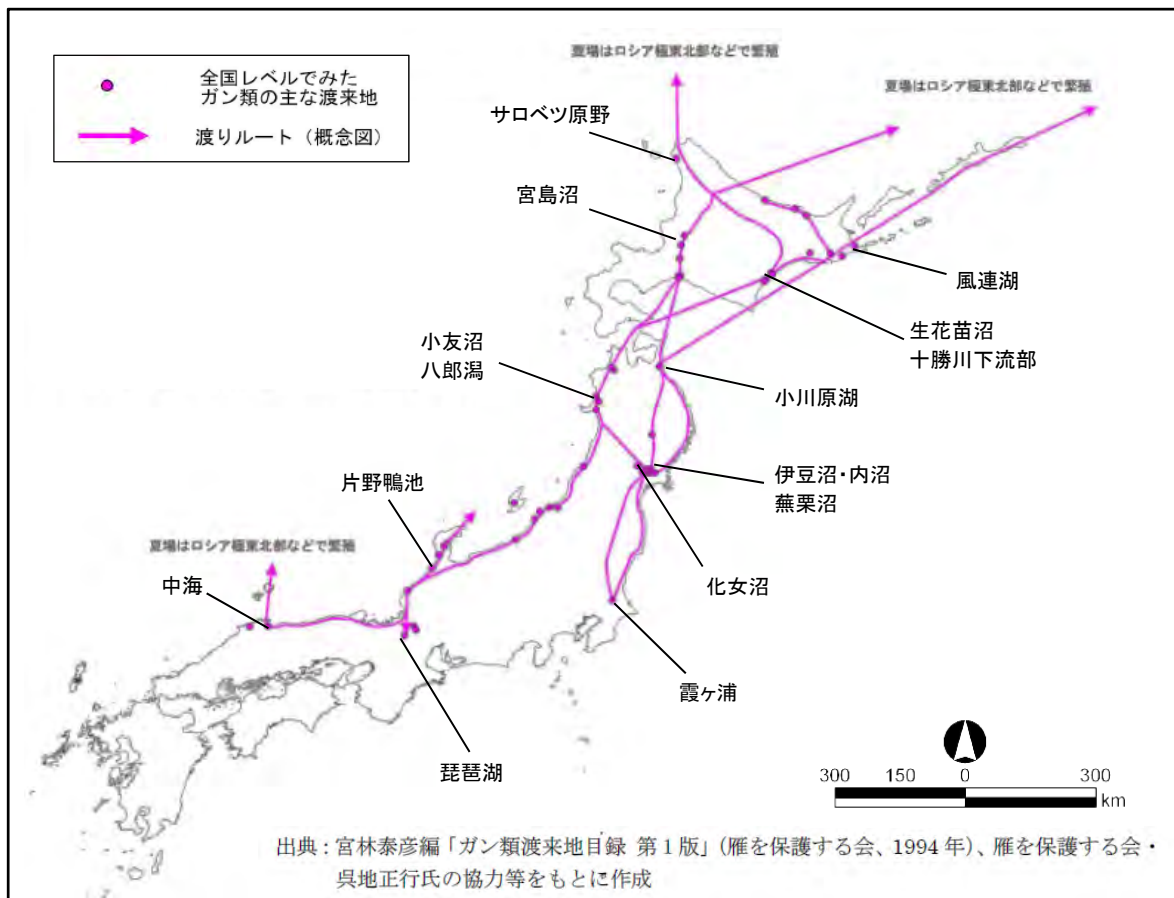 夏場はロシア極東北部などで繁殖
全国レベルでみた
ガン類の主な渡来地
渡りルート（概念図）
夏場はロシア極東北部などで繁殖
サロベツ原野
宮島沼
風連湖
生花苗沼
十勝川下流部
小友沼
八郎潟
小川原湖
伊豆沼・内沼
蕪栗沼
片野鴨池
夏場はロシア極東北部などで繁殖
中海
化女沼
霞ヶ浦
琵琶湖
300 150 0 300
km
出典：宮林泰彦編「ガン類渡来地目録 第１版」（雁を保護する会、1994 年）、雁を保護する会・
呉地正行氏の協力等をもとに作成